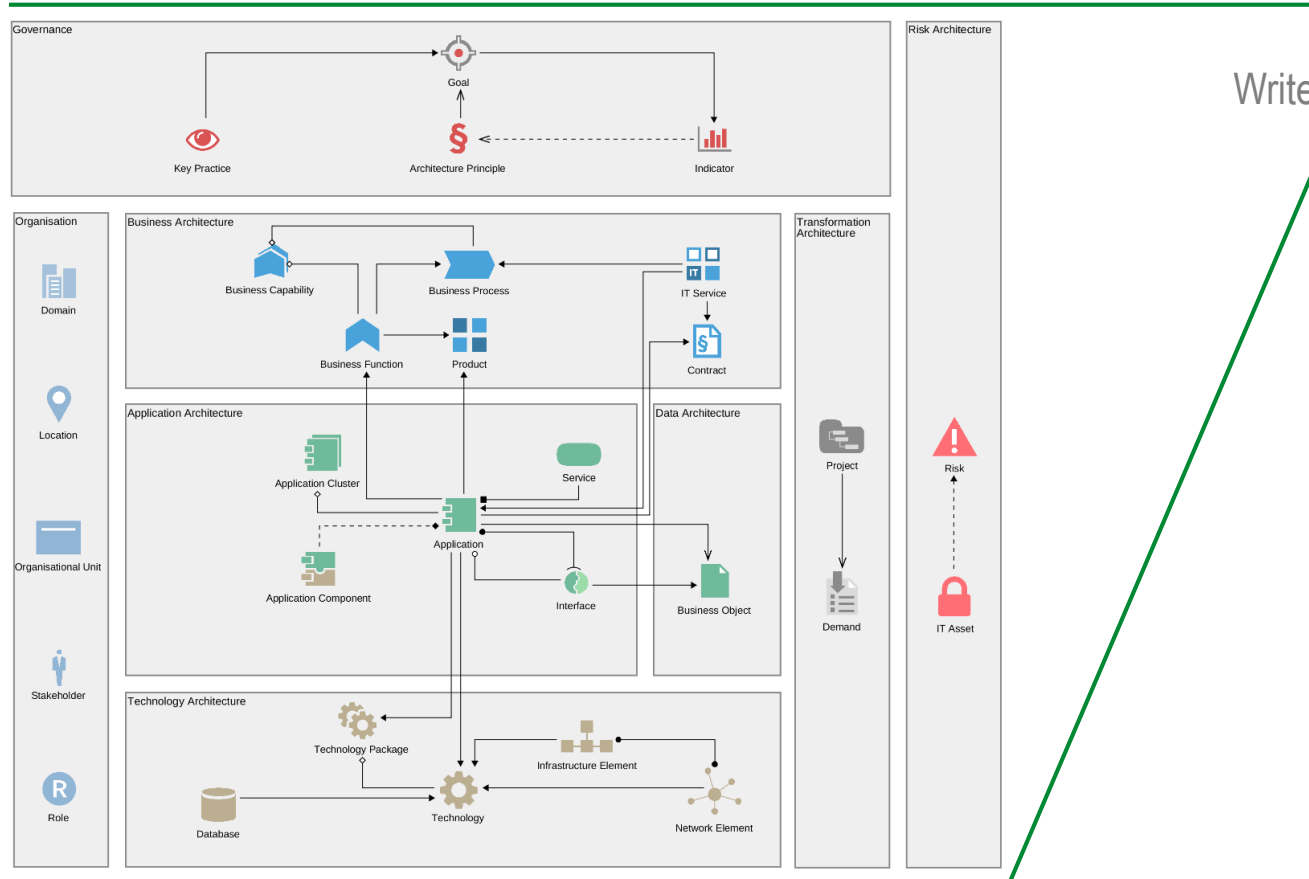 Governance
Goal
Key Practice
Architecture Principle
Indicator
Risk Architecture
Write
Organisation
Domain
Location
Organisational Unit
Stakeholder
R
Role
Business Architecture
Business Capability
Business Process
IT
IT Service
Business Function
Product
§
Contract
Application Architecture
Application Cluster
Service
Application
Application Component
Interface
Data Architecture
Business Object
Technology Architecture
Technology Package
Infrastructure Element
Database
Technology
Network Element
Transformation
Architecture
Project
Demand
Risk
IT Asset